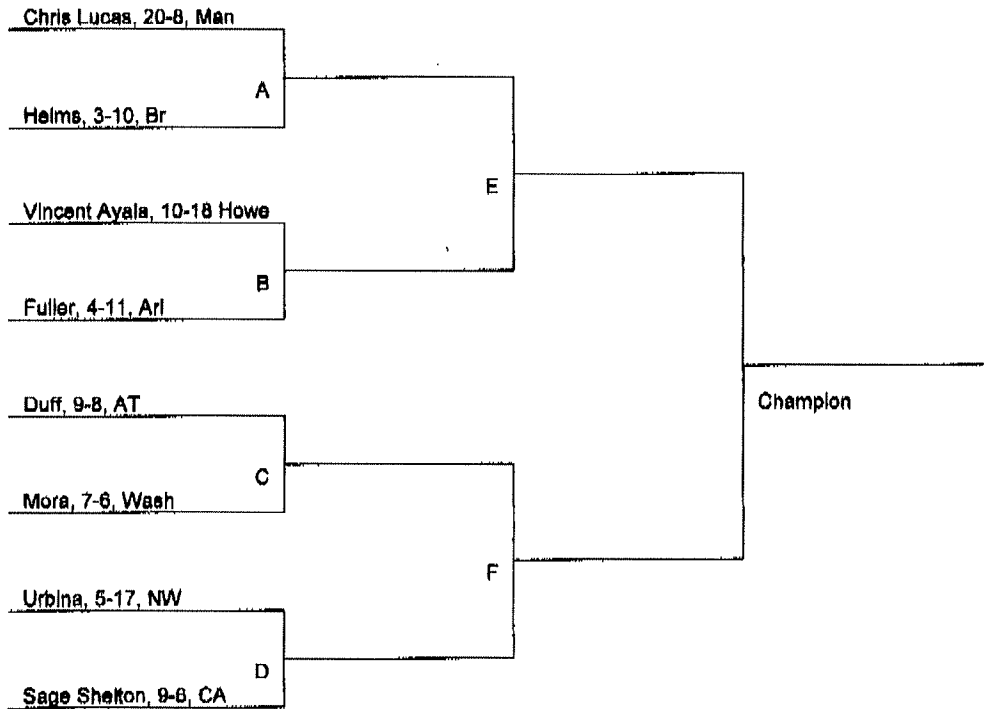 Chris Lucas, 20-8, Man
A
Helms, 3-10, Br
E
Vincent Ayala, 10-18 Howe
B
Fuller, 4-11, Arl
Duff, 9-8, AT
Champion
C
Mora, 7-6, Wash
F
Urbina, 5-17, NW
D
Sage Shelton, 9-6, CA